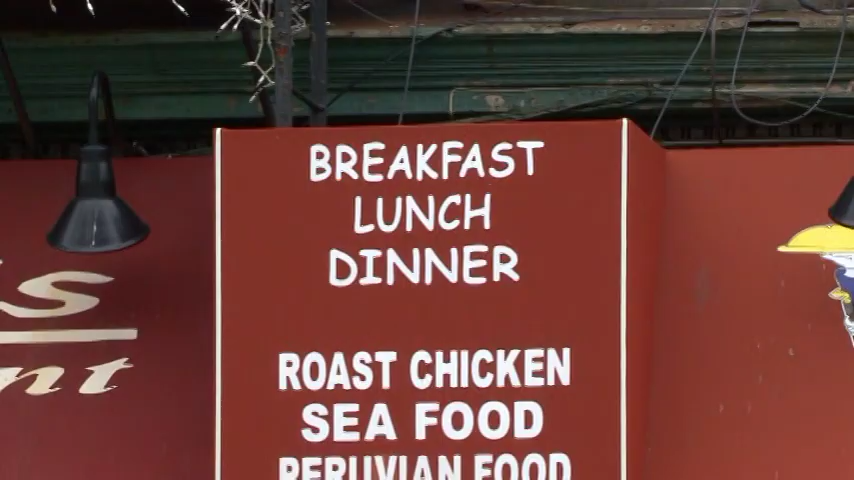 BREAKFAST
LUNCH
DINNER
ROAST CHICKEN
SEA FOOD
PERUVIAN FOOD